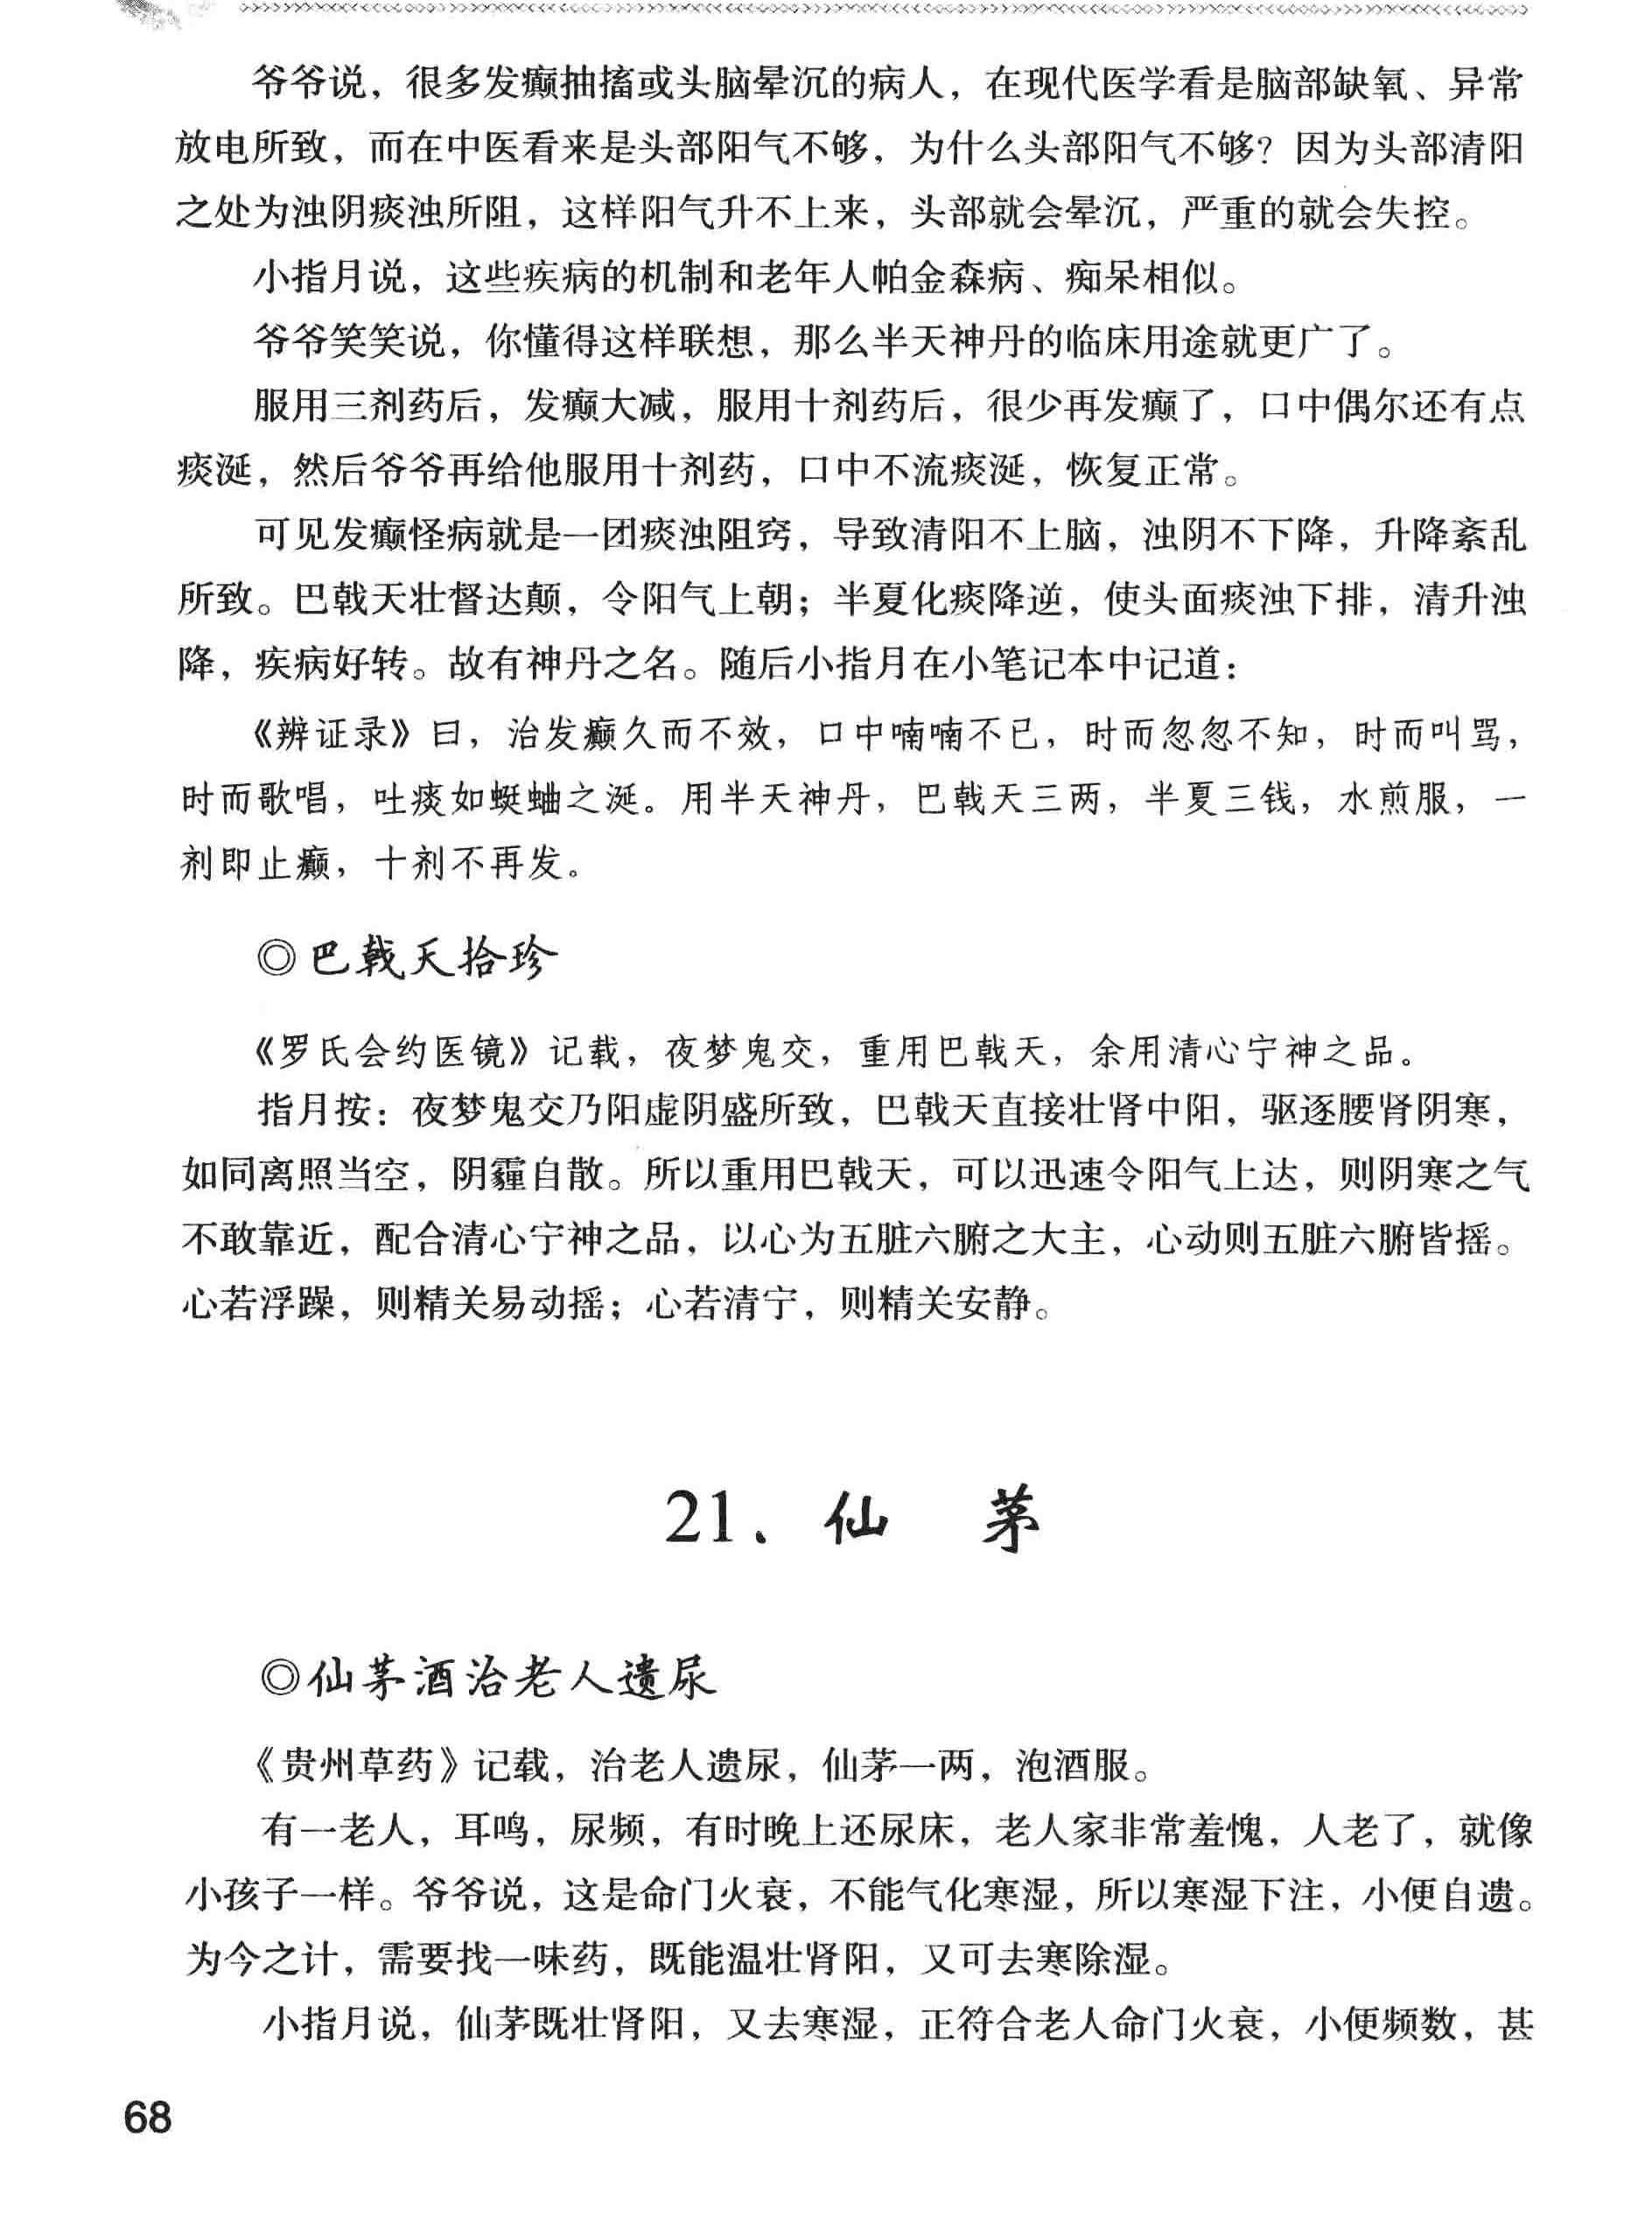 爷爷说，很多发癫抽搐或头脑晕沉的病人，在现代医学看是脑部缺氧、异常
放电所致，而在中医看来是头部阳气不够，为什么头部阳气不够？因为头部清阳
之处为浊阴痰浊所阻，这样阳气升不上来，头部就会晕沉，严重的就会失控。
小指月说，这些疾病的机制和老年人帕金森病、痴呆相似。
爷爷笑笑说，你懂得这样联想，那么半天神丹的临床用途就更广了。
服用三剂药后，发癫大减，服用十剂药后，很少再发癫了，口中偶尔还有点
痰涎，然后爷爷再给他服用十剂药，口中不流痰涎，恢复正常。
可见发癫怪病就是一团痰浊阻窍，导致清阳不上脑，浊阴不下降，升降紊乱
所致。巴戟天壮督达颠，令阳气上朝；半夏化痰降逆，使头面痰浊下排，清升浊
降，疾病好转。故有神丹之名。随后小指月在小笔记本中记道：
《辨证录》曰，治发癫久而不效，口中喃喃不已，时而忽忽不知，时而叫骂，
时而歌唱，吐痰如蜓蚰之涎。用半天神丹，巴戟天三两，半夏三钱，水煎服，一
剂即止癫，十剂不再发。
◎巴戟天拾珍
《罗氏会约医镜》记载，夜梦鬼交，重用巴戟天，余用清心宁神之品。
指月按：夜梦鬼交乃阳虚阴盛所致，巴戟天直接壮肾中阳，驱逐腰肾阴寒，
如同离照当空，阴霾自散。所以重用巴戟天，可以迅速令阳气上达，则阴寒之气
不敢靠近，配合清心宁神之品，以心为五脏六腑之大主，心动则五脏六腑皆摇。
心若浮躁，则精关易动摇；心若清宁，则精关安静。
21．仙　茅
◎仙茅酒治老人遗尿
《贵州草药》记载，治老人遗尿，仙茅一两，泡酒服。
有一老人，耳鸣，尿频，有时晚上还尿床，老人家非常羞愧，人老了，就像
小孩子一样。爷爷说，这是命门火衰，不能气化寒湿，所以寒湿下注，小便自遗。
为今之计，需要找一味药，既能温壮肾阳，又可去寒除湿。
小指月说，仙茅既壮肾阳，又去寒湿，正符合老人命门火衰，小便频数，甚
68